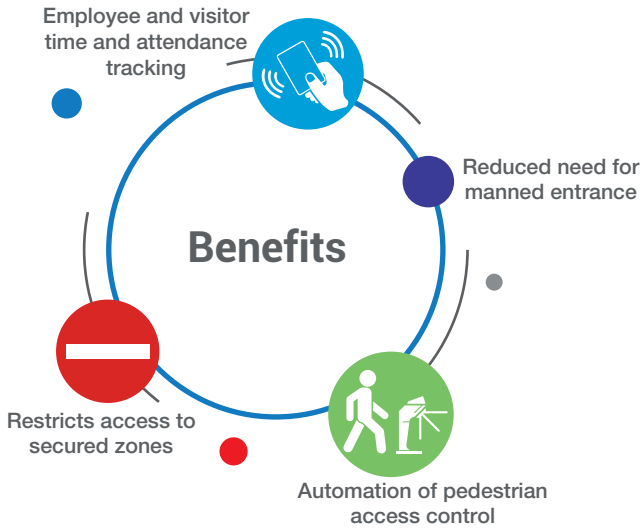 Employee and visitor
time and attendance
tracking
Reduced need for
manned entrance
Benefits
Restricts access to
secured zones
Automation of pedestrian
access control